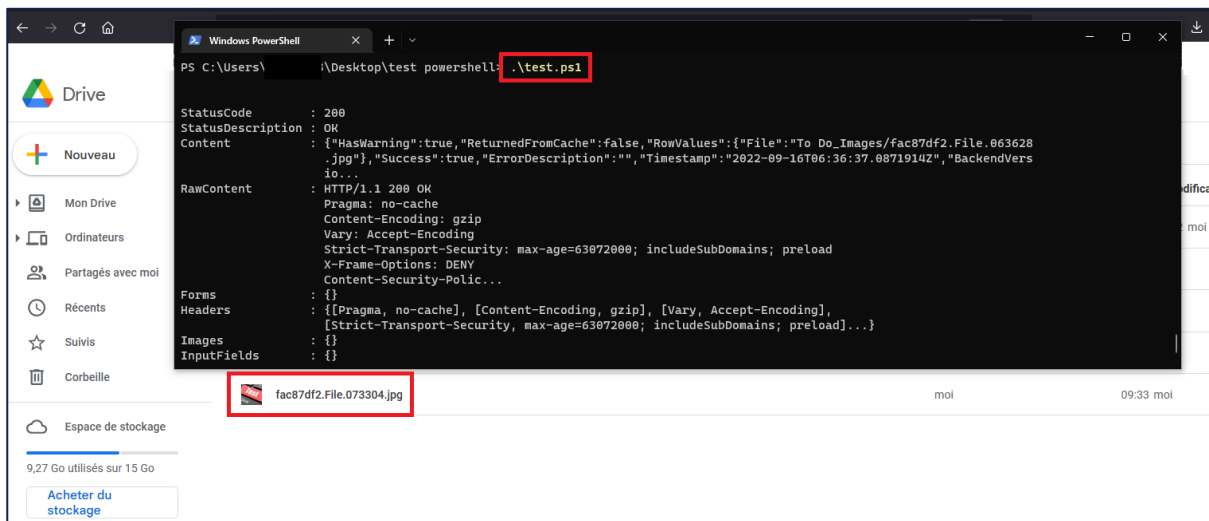 Windows PowerShell
PS C:\Users\ \Desktop\test powershell> .\test.ps1
StatusCode : 200
StatusDescription : OK
Content : {"HasWarning":true,"ReturnedFromCache":false,"RowValues":{"File":"To Do_Images/fac87df2.File.063628
.jpg"},"Success":true,"ErrorDescription":"","Timestamp":"2022-09-16T06:36:37.0871914Z","BackendVers
io...
RawContent : HTTP/1.1 200 OK
Pragma: no-cache
Content-Encoding: gzip
Vary: Accept-Encoding
Strict-Transport-Security: max-age=63072000; includeSubDomains; preload
X-Frame-Options: DENY
Content-Security-Polic...
Forms : {}
Headers : {[Pragma, no-cache], [Content-Encoding, gzip], [Vary, Accept-Encoding],
[Strict-Transport-Security, max-age=63072000; includeSubDomains; preload]...}
Images : {}
InputFields : {}
Drive
Nouveau
Mon Drive
Ordinateurs
Partagés avec moi
Récents
Suivis
Corbeille
Espace de stockage
9,27 Go utilisés sur 15 Go
Acheter du
stockage
difica
moi
fac87df2.File.073304.jpg moi 09:33 moi